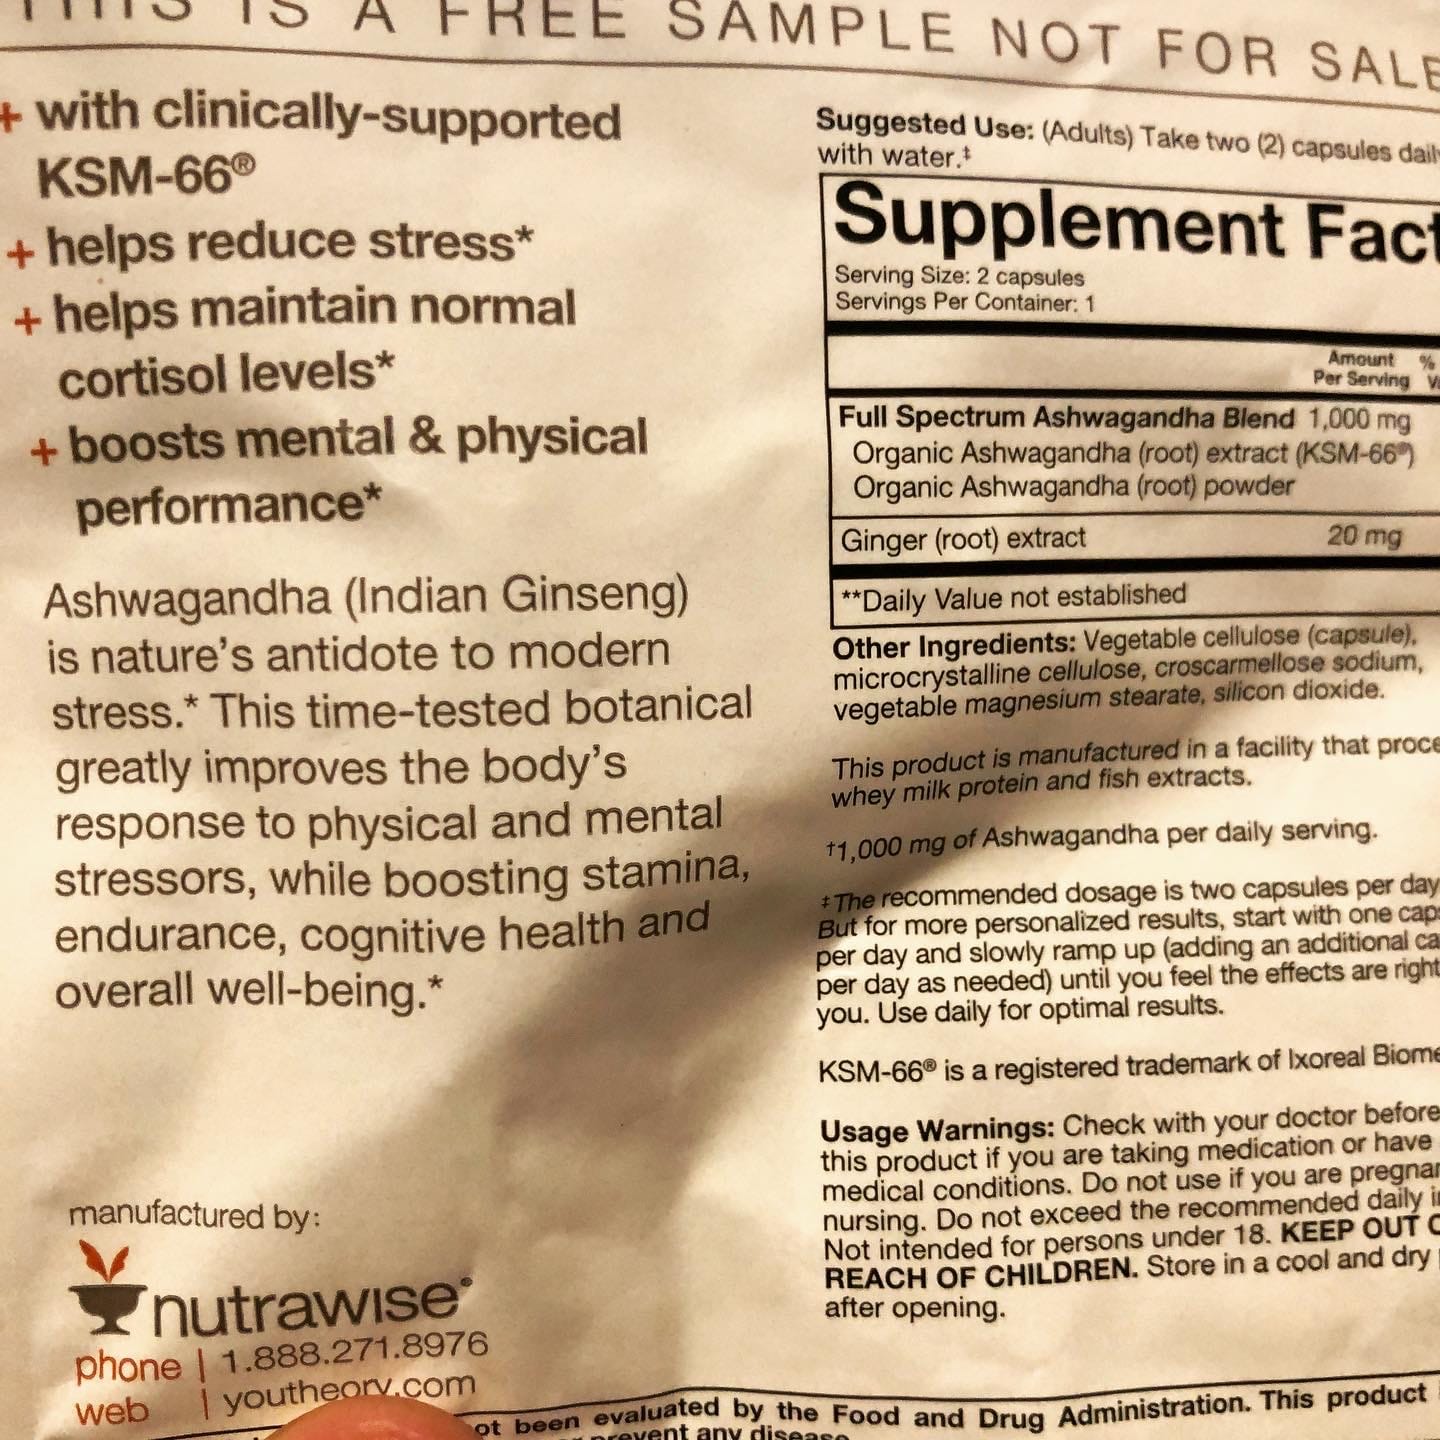 THIS IS A FREE SAMPLE NOT FOR SALE
+ with clinically-supported
KSM-66®
+ helps reduce stress*
+ helps maintain normal
cortisol levels*
+ boosts mental & physical
performance*
Ashwagandha (Indian Ginseng)
is nature's antidote to modern
stress.* This time-tested botanical
greatly improves the body's
response to physical and mental
stressors, while boosting stamina,
endurance, cognitive health and
overall well-being.*
manufactured by:
nutrawise®
phone | 1.888.271.8976
web | youtheory.com
Suggested Use: (Adults) Take two (2) capsules
with water.‡
Supplement
Serving Size: 2 capsules
Servings Per Container: 1
Amount %
Per Serving
Full Spectrum Ashwagandha Blend 1,000 mg
Organic Ashwagandha (root) extract (KSM-66®)
Organic Ashwagandha (root) powder
Ginger (root) extract 20 mg
**Daily Value not established
Other Ingredients: Vegetable cellulose (capsule),
microcrystalline cellulose, croscarmellose sodium,
vegetable magnesium stearate, silicon dioxide.
This product is manufactured in a facility that
whey milk protein and fish extracts.
†1,000 mg of Ashwagandha per daily serving.
‡The recommended dosage is two capsules per day
But for more personalized results, start with one
per day and slowly ramp up (adding an additional
per day as needed) until you feel the effects are right
you. Use daily for optimal results.
KSM-66® is a registered trademark of Ixoreal
Usage Warnings: Check with your doctor before
this product if you are taking medication or have
medical conditions. Do not use if you are
nursing. Do not exceed the recommended daily
Not intended for persons under 18. KEEP OUT
REACH OF CHILDREN. Store in a cool and dry
after opening.
been evaluated by the Food and Drug Administration. This product
prevent any disease